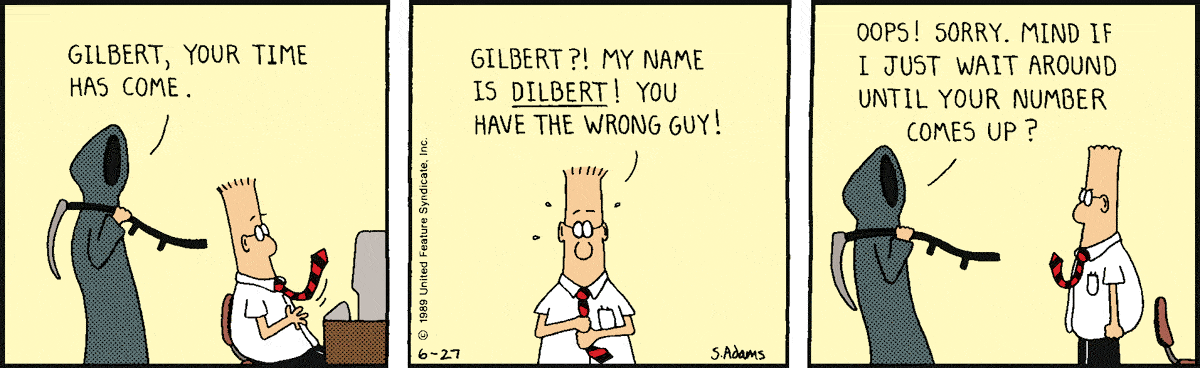 GILBERT, YOUR TIME
HAS COME.
GILBERT?! MY NAME
IS DILBERT! YOU
HAVE THE WRONG GUY!
© 1989 United Feature Syndicate, Inc.
6-27
S.Adams
OOPS! SORRY. MIND IF
I JUST WAIT AROUND
UNTIL YOUR NUMBER
COMES UP?